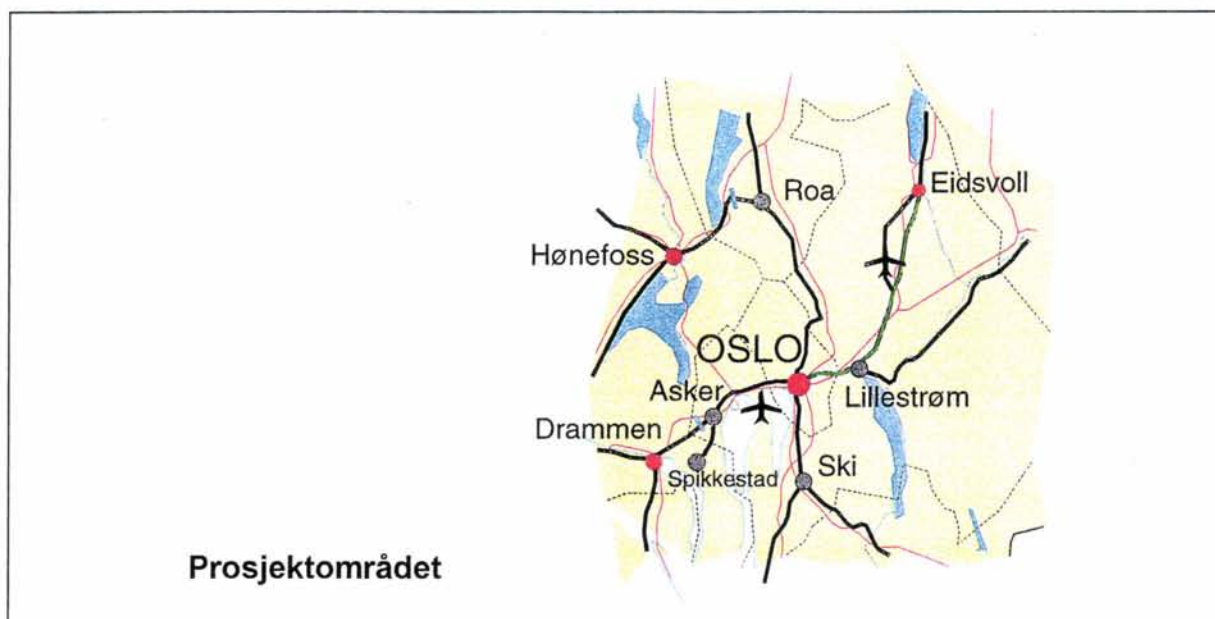 Roa
Eidsvoll
Hønefoss
OSLO
Asker
Lillestrøm
Drammen
Ski
Spikkestad
Prosjektområdet